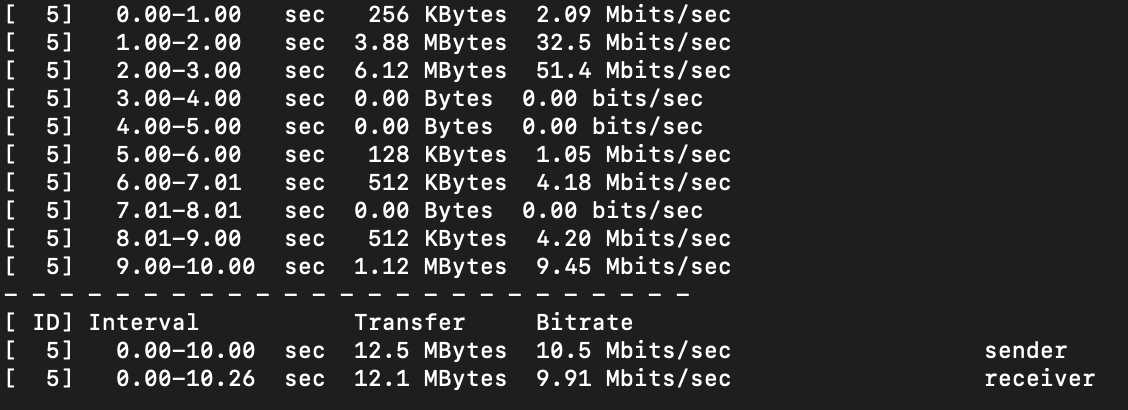 [  5]   0.00-1.00   sec   256 KBytes  2.09 Mbits/sec
[  5]   1.00-2.00   sec  3.88 MBytes  32.5 Mbits/sec
[  5]   2.00-3.00   sec  6.12 MBytes  51.4 Mbits/sec
[  5]   3.00-4.00   sec  0.00 Bytes  0.00 bits/sec
[  5]   4.00-5.00   sec  0.00 Bytes  0.00 bits/sec
[  5]   5.00-6.00   sec   128 KBytes  1.05 Mbits/sec
[  5]   6.00-7.01   sec   512 KBytes  4.18 Mbits/sec
[  5]   7.01-8.01   sec  0.00 Bytes  0.00 bits/sec
[  5]   8.01-9.00   sec   512 KBytes  4.20 Mbits/sec
[  5]   9.00-10.00  sec  1.12 MBytes  9.45 Mbits/sec
- - - - - - - - - - - - - - - - - - - - - - - - -
[ ID] Interval           Transfer     Bitrate
[  5]   0.00-10.00  sec  12.5 MBytes  10.5 Mbits/sec                  sender
[  5]   0.00-10.26  sec  12.1 MBytes  9.91 Mbits/sec                  receiver